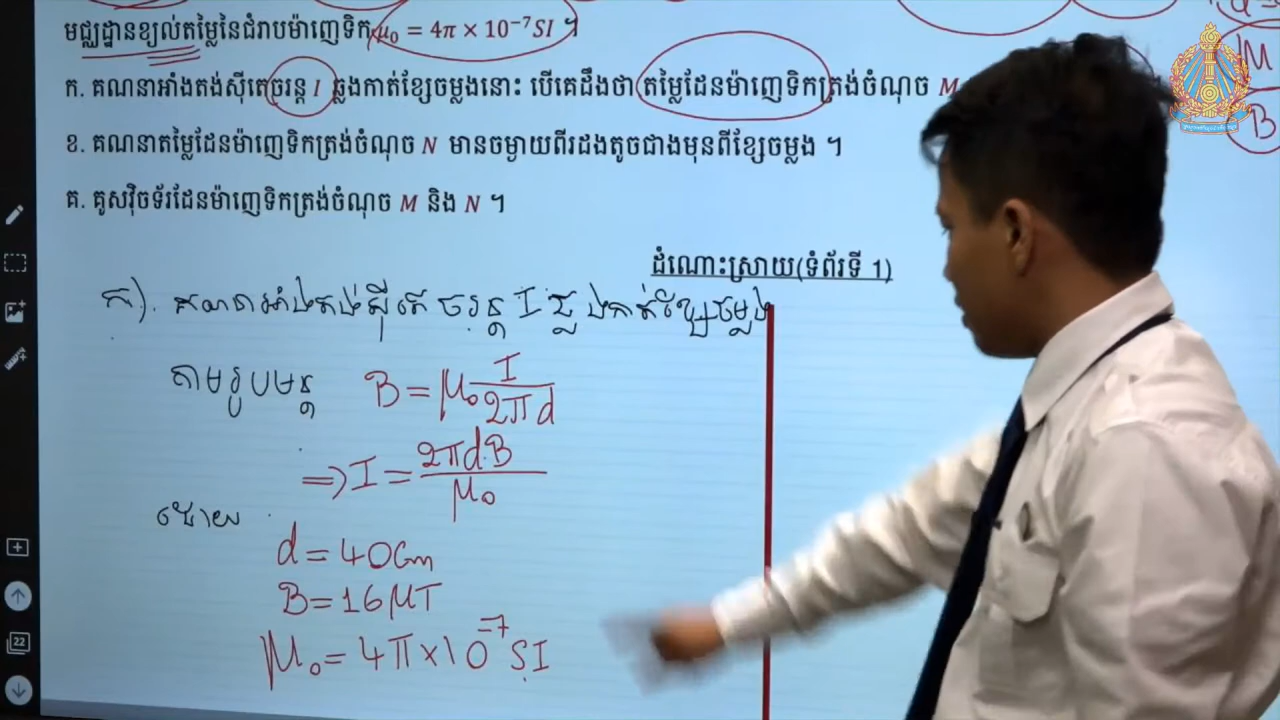 មជ្ឈដ្ឋានខ្យល់តម្លៃនៃជំរាបម៉ាញេទិក μ₀ = 4π × 10⁻⁷SI ។
ក. គណនាអាំងតង់ស៊ីតេចរន្ត I ឆ្លងកាត់ខ្សែចម្លងនោះ បើគេដឹងថា តម្លៃដែនម៉ាញេទិកត្រង់ចំណុច M
M
B
ខ. គណនាតម្លៃដែនម៉ាញេទិកត្រង់ចំណុច N មានចម្ងាយពីរដងតូចជាងមុនពីខ្សែចម្លង ។
គ. គូសវ៉ិចទ័រដែនម៉ាញេទិកត្រង់ចំណុច M និង N ។
ដំណោះស្រាយ(ទំព័រទី 1)
ក). គណនាអាំងតង់ស៊ីតេចរន្ត I ឆ្លងកាត់ខ្សែចម្លង
តាមរូបមន្ត B = μ₀ I / 2πd
⇒ I = 2πd.B / μ₀
ដោយ
d = 40cm
B = 16μT
μ₀ = 4π × 10⁻⁷ SI
22